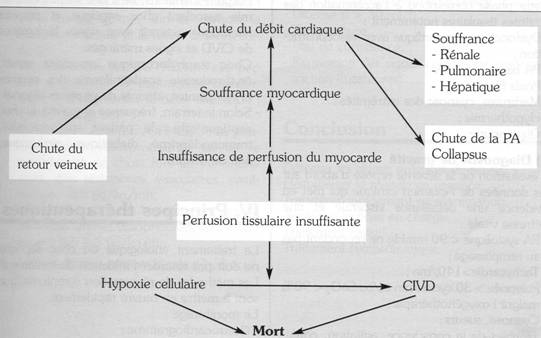 Chute du débit cardiaque
Souffrance
- Rénale
- Pulmonaire
- Hépatique
Souffrance myocardique
Chute du
retour veineux
Insuffisance de perfusion du myocarde
Chute de la PA
Collapsus
Perfusion tissulaire insuffisante
Hypoxie cellulaire
CIVD
Mort